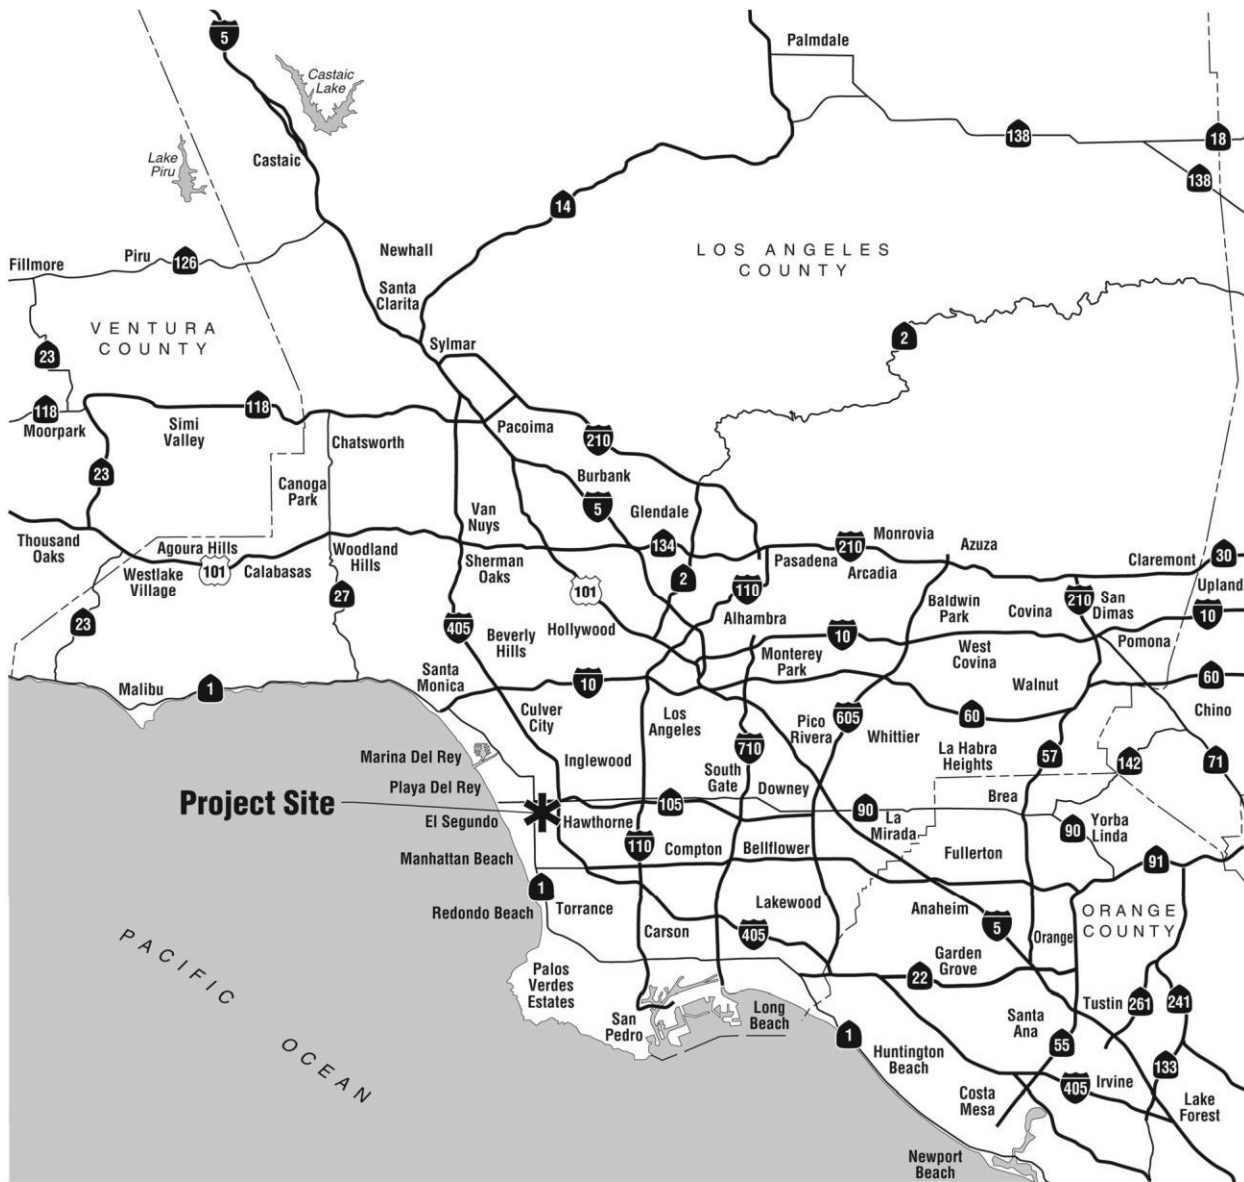 5
Palmdale
Castaic
Lake
138
18
Castaic
Lake
Piru
138
14
Newhall
LOS ANGELES
COUNTY
Piru
126
Fillmore
Santa
Clarita
VENTURA
COUNTY
2
Sylmar
23
118
118
Moorpark
Simi
Valley
Chatsworth
Pacoima
210
23
Canoga
Park
Burbank
5
Van
Nuys
Glendale
Thousand
Oaks
Agoura Hills
101
Westlake
Village
Calabasas
Woodland
Hills
Sherman
Oaks
134
Pasadena
210
Monrovia
Arcadia
Azuza
Claremont
30
Upland
2
101
110
Alhambra
Baldwin
Park
Covina
210
San
Dimas
10
27
23
405
Beverly
Hills
Hollywood
10
Monterey
Park
West
Covina
Pomona
Santa
Monica
10
Malibu
1
Walnut
60
Chino
Culver
City
Los
Angeles
Pico
Rivera
605
Whittier
60
Marina Del Rey
Inglewood
710
South
Gate
La Habra
Heights
57
142
71
Playa Del Rey
Downey
Brea
Project Site
105
90
El Segundo
Hawthorne
La
Mirada
90
Yorba
Linda
110
Manhattan Beach
Compton
Bellflower
Fullerton
91
1
Redondo Beach
Torrance
Lakewood
Anaheim
5
Orange
ORANGE
COUNTY
Carson
405
PACIFIC
OCEAN
Palos
Verdes
Estates
22
Garden
Grove
San
Pedro
Long
Beach
Santa
Ana
Tustin
261
241
1
55
Huntington
Beach
133
Costa
Mesa
405
Irvine
Lake
Forest
Newport
Beach